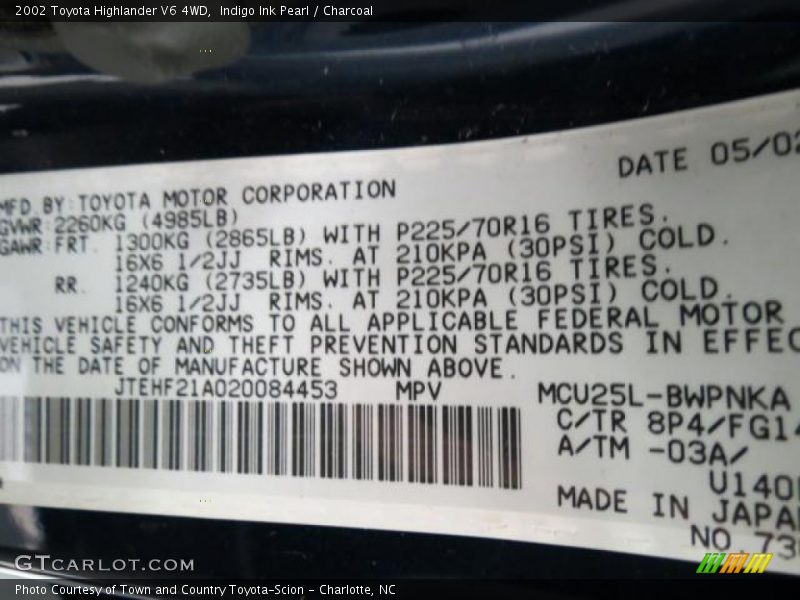 2002 Toyota Highlander V6 4WD, Indigo Ink Pearl / Charcoal
DATE 05/02
MFD BY: TOYOTA MOTOR CORPORATION
GVWR: 2260KG (4985LB)
GAWR: FRT. 1300KG (2865LB) WITH P225/70R16 TIRES.
16X6 1/2JJ RIMS. AT 210KPA (30PSI) COLD.
RR. 1240KG (2735LB) WITH P225/70R16 TIRES.
16X6 1/2JJ RIMS. AT 210KPA (30PSI) COLD.
THIS VEHICLE CONFORMS TO ALL APPLICABLE FEDERAL MOTOR
VEHICLE SAFETY AND THEFT PREVENTION STANDARDS IN EFFEC
ON THE DATE OF MANUFACTURE SHOWN ABOVE.
JTEHF21A020084453 MPV MCU25L-BWPNKA
C/TR 8P4/FG14
A/TM -03A/
U140
MADE IN JAPAN
NO 73
GTCARLOT.COM
Photo Courtesy of Town and Country Toyota-Scion - Charlotte, NC